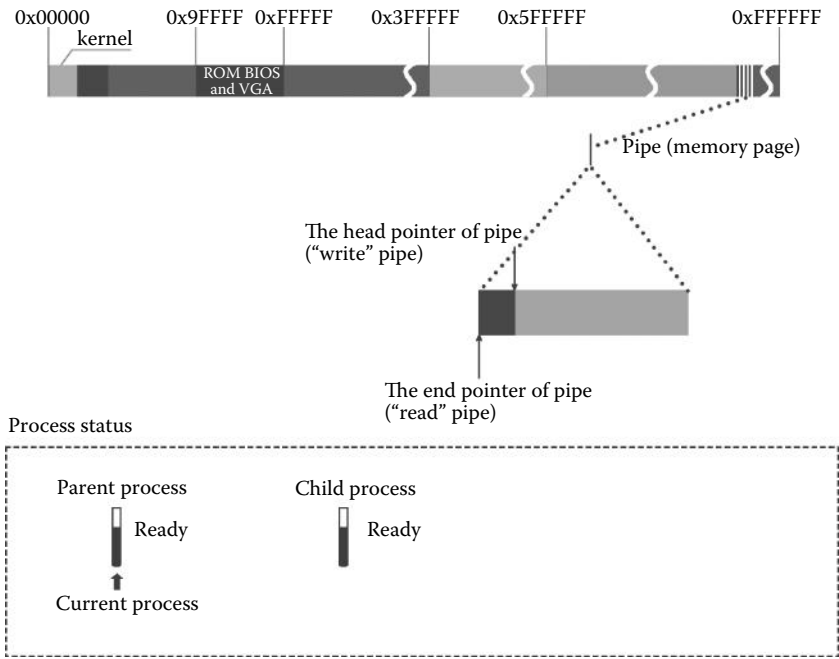 0x00000 0x9FFFF 0xFFFFF 0x3FFFFF 0x5FFFFF 0xFFFFFF
kernel
ROM BIOS
and VGA
Pipe (memory page)
The head pointer of pipe
(“write” pipe)
The end pointer of pipe
(“read” pipe)
Process status
Parent process Child process
Ready Ready
Current process